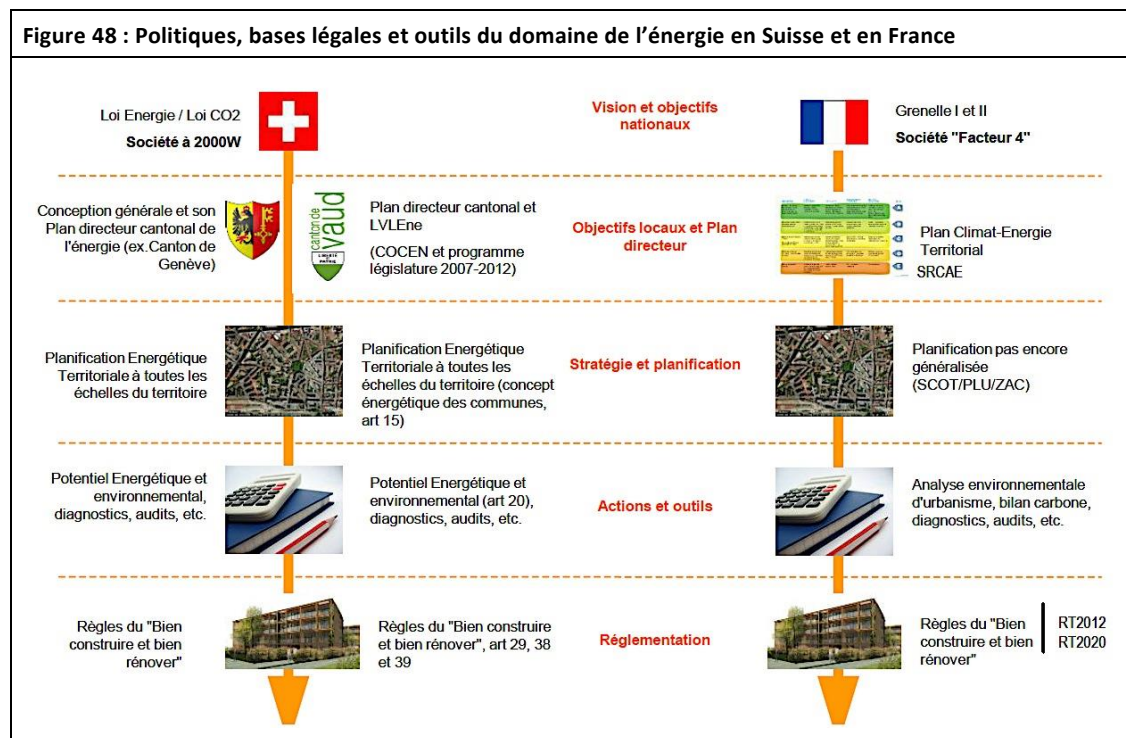 Figure 48 : Politiques, bases légales et outils du domaine de l’énergie en Suisse et en France
Loi Energie / Loi CO2
Société à 2000W
Vision et objectifs
nationaux
Grenelle I et II
Société "Facteur 4"
Conception générale et son
Plan directeur cantonal de
l'énergie (ex.Canton de
Genève)
canton de
vaud
LIBERTÉ
ET
PATRIE
Plan directeur cantonal et
LVLEne
(COCEN et programme
législature 2007-2012)
Objectifs locaux et Plan
directeur
Plan Climat-Energie
Territorial
SRCAE
Planification Energétique
Territoriale à toutes les
échelles du territoire
Planification Energétique
Territoriale à toutes les
échelles du territoire (concept
énergétique des communes,
art 15)
Stratégie et planification
Planification pas encore
généralisée
(SCOT/PLU/ZAC)
Potentiel Energétique et
environnemental,
diagnostics, audits, etc.
Potentiel Energétique et
environnemental (art 20),
diagnostics, audits, etc.
Actions et outils
Analyse environnementale
d'urbanisme, bilan carbone,
diagnostics, audits, etc.
Règles du "Bien
construire et bien
rénover"
Règles du "Bien construire
et bien rénover", art 29, 38
et 39
Réglementation
Règles du "Bien
construire et bien
rénover"
RT2012
RT2020